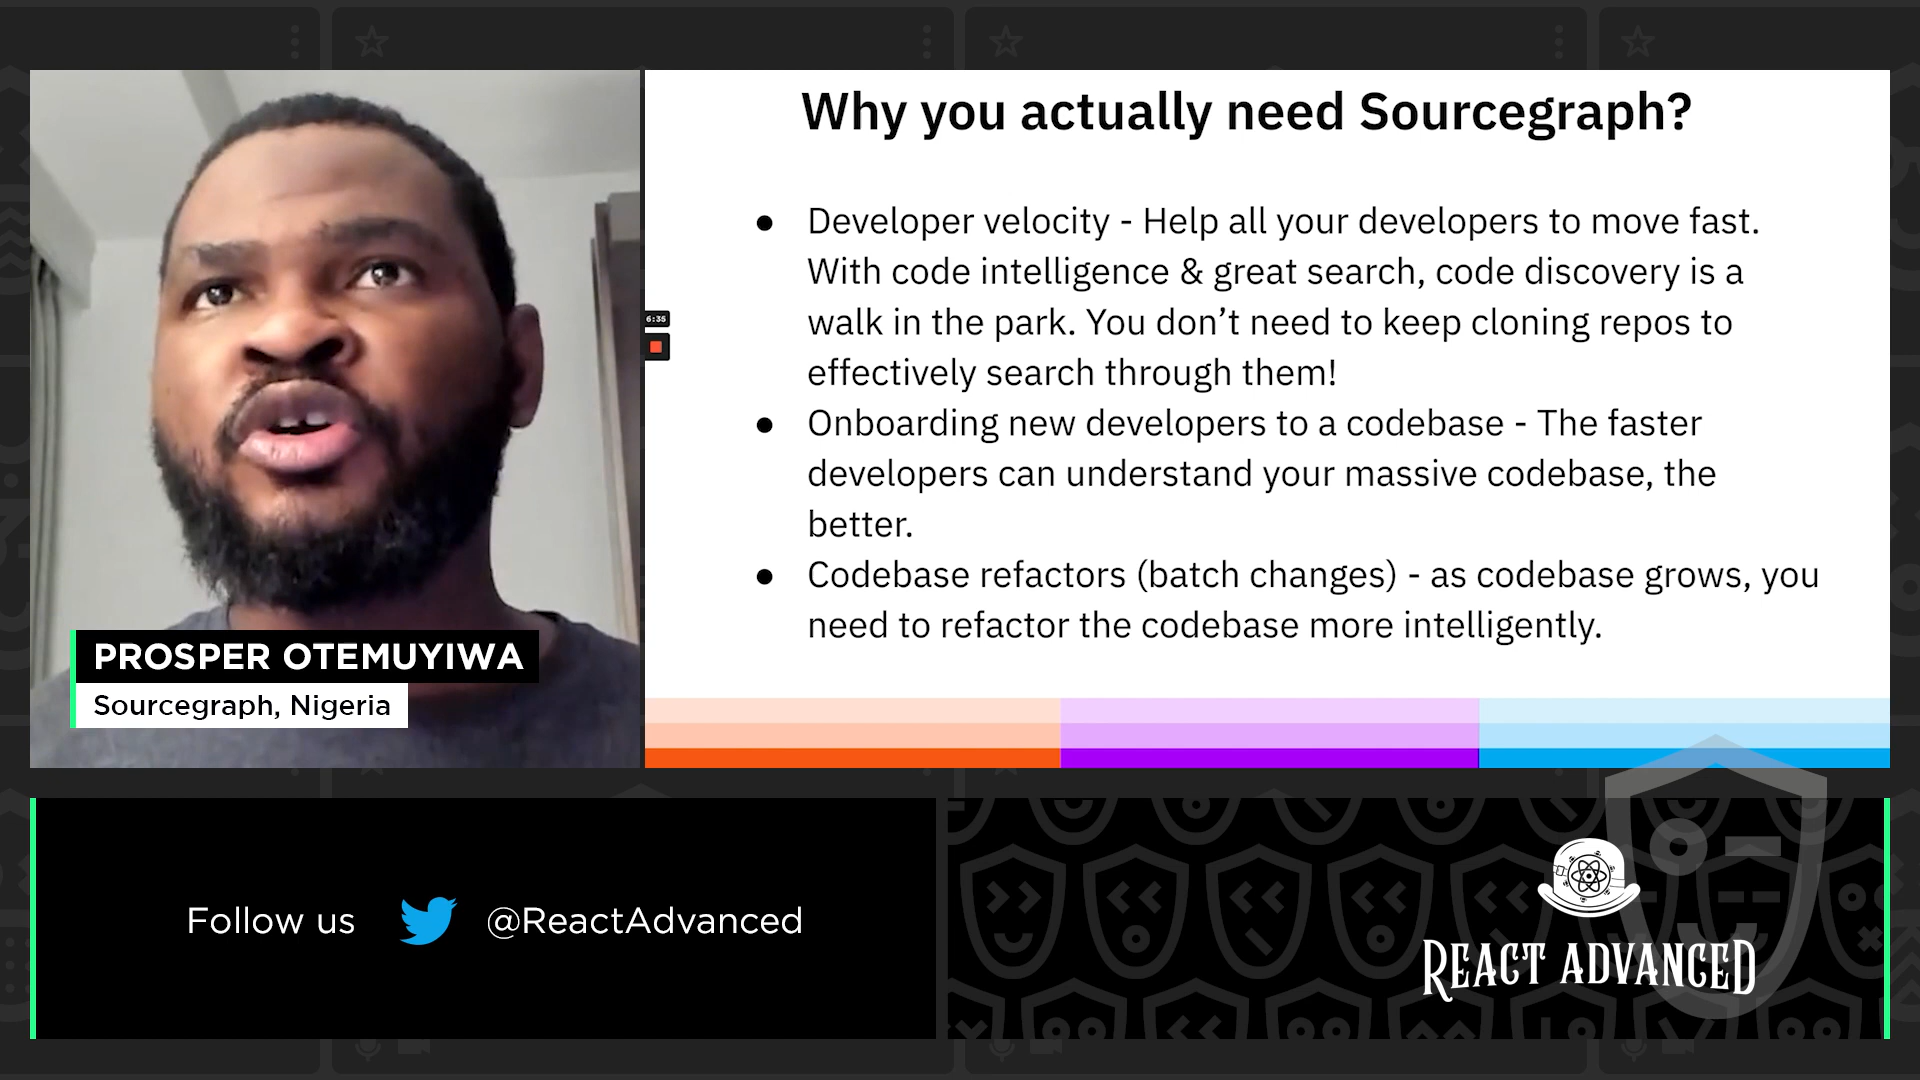 Why you actually need Sourcegraph?
● Developer velocity - Help all your developers to move fast.
With code intelligence & great search, code discovery is a
walk in the park. You don’t need to keep cloning repos to
effectively search through them!
● Onboarding new developers to a codebase - The faster
developers can understand your massive codebase, the
better.
● Codebase refactors (batch changes) - as codebase grows, you
need to refactor the codebase more intelligently.
6:35
PROSPER OTEMUYIWA
Sourcegraph, Nigeria
Follow us @ReactAdvanced
REACT ADVANCED